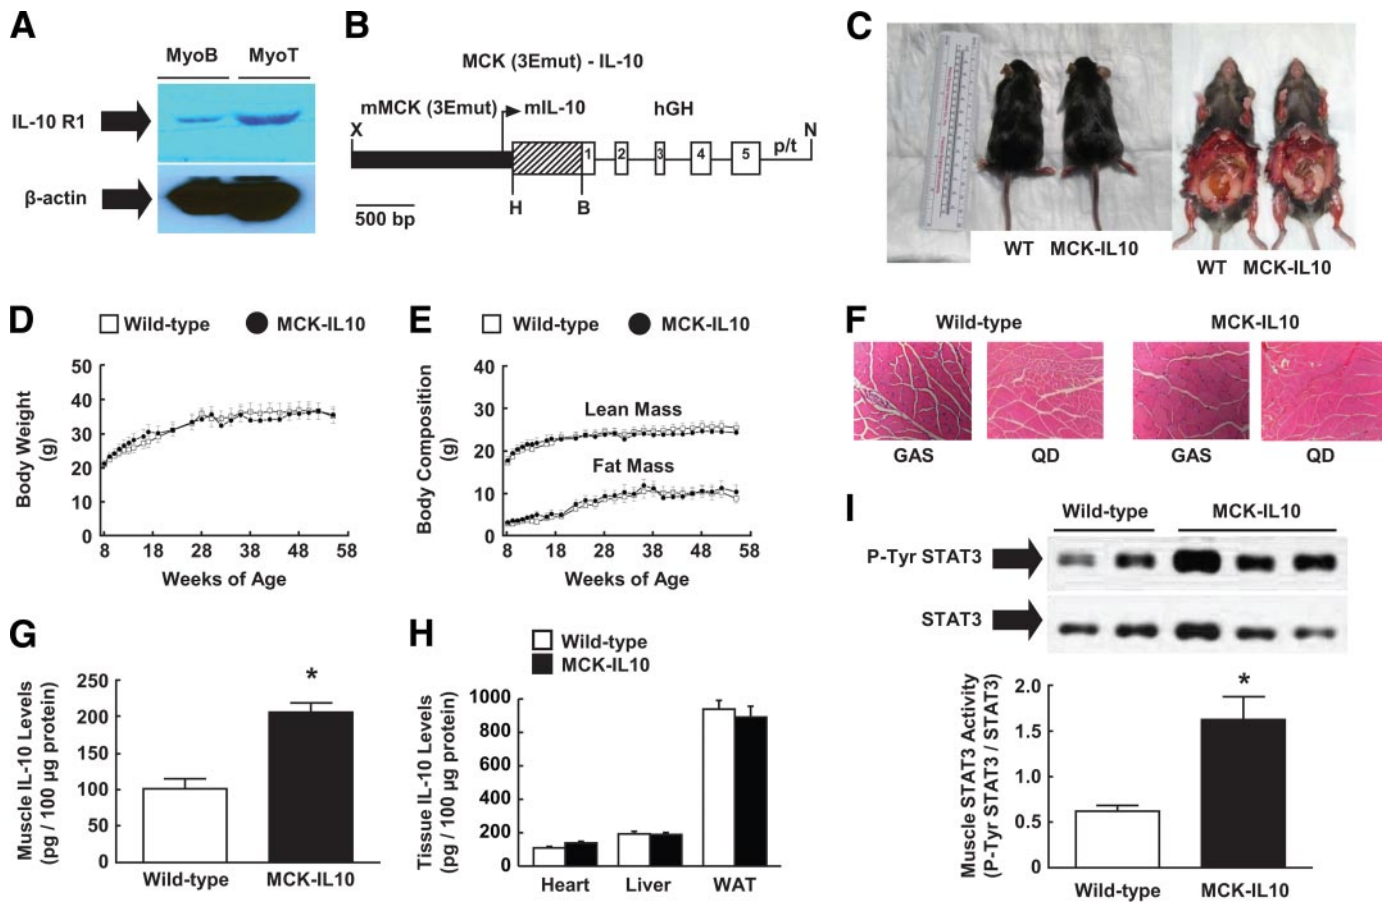 A
MyoB MyoT
IL-10 R1
β-actin
B
MCK (3Emut) - IL-10
mMCK (3Emut) mIL-10 hGH
X 1 2 3 4 5 p/t N
H B
500 bp
C
WT MCK-IL10
WT MCK-IL10
D
Wild-type MCK-IL10
Body Weight
(g)
50
40
30
20
10
0
8 18 28 38 48 58
Weeks of Age
E
Wild-type MCK-IL10
Body Composition
(g)
40
30
20
10
0
Lean Mass
Fat Mass
8 18 28 38 48 58
Weeks of Age
F
Wild-type MCK-IL10
GAS QD GAS QD
G
Muscle IL-10 Levels
(pg / 100 µg protein)
250
200
150
100
50
0
*
Wild-type MCK-IL10
H
Wild-type
MCK-IL10
Tissue IL-10 Levels
(pg / 100 µg protein)
1000
800
600
400
200
0
Heart Liver WAT
I
Wild-type MCK-IL10
P-Tyr STAT3
STAT3
Muscle STAT3 Activity
(P-Tyr STAT3 / STAT3)
2.0
1.5
1.0
0.5
0
*
Wild-type MCK-IL10